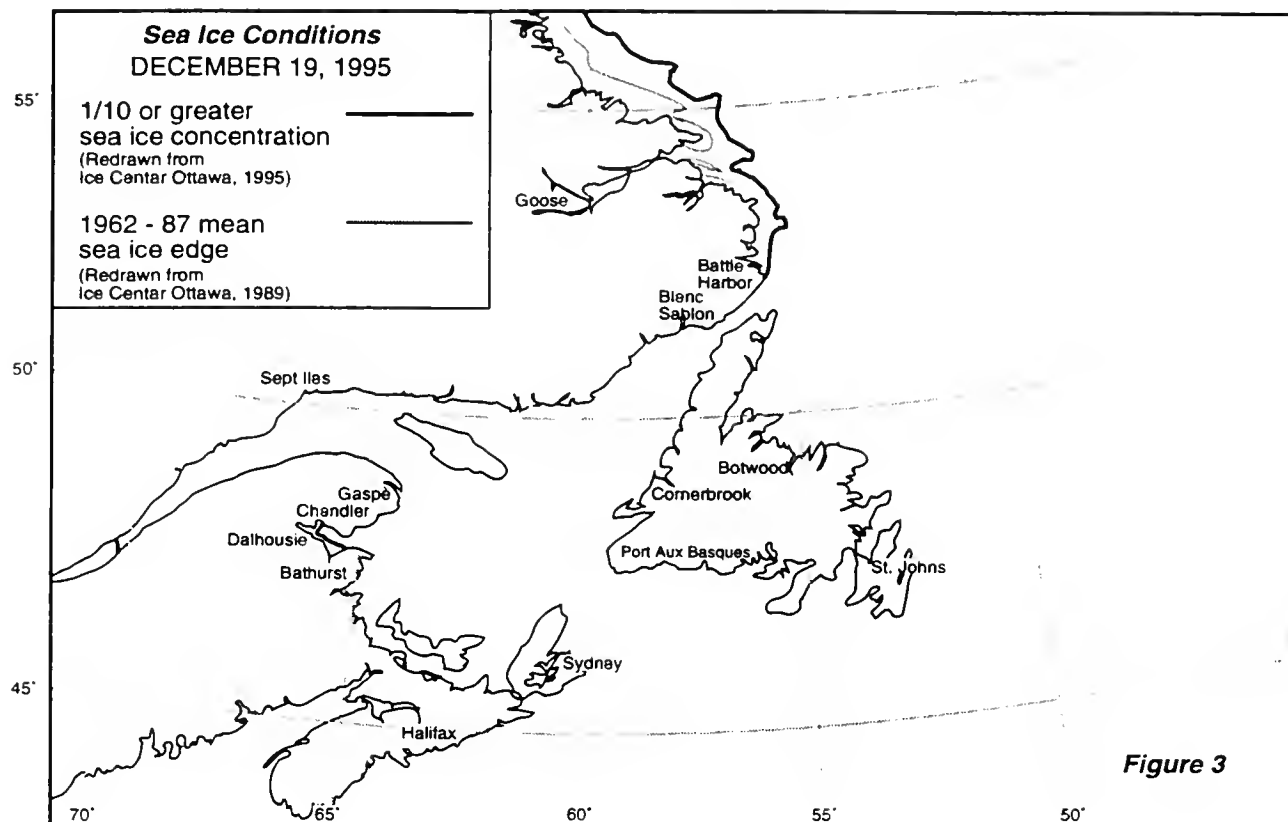 Sea Ice Conditions
DECEMBER 19, 1995
1/10 or greater
sea ice concentration
(Redrawn from
Ice Centar Ottawa, 1995)
1962 - 87 mean
sea ice edge
(Redrawn from
Ice Centar Ottawa, 1989)
55°
Goose
Battle
Harbor
Blanc
Sablon
50°
Sept Iles
Botwood
Cornerbrook
Gaspe
Chandler
Dalhousie
Bathurst
Port Aux Basques
St. Johns
Sydney
45°
Halifax
Figure 3
70°
65°
60°
55°
50°